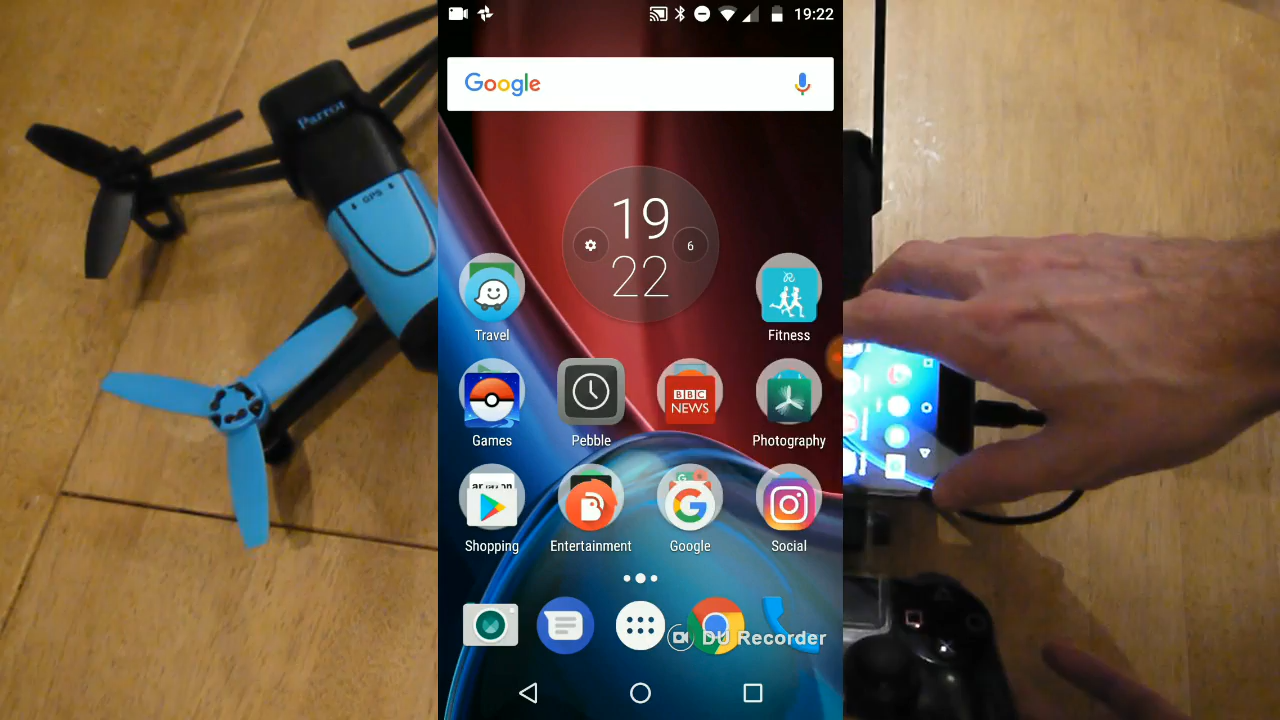 19:22
Google
Parrot
GPS
19
6
22
Travel
Fitness
BBC
NEWS
Games
Pebble
Photography
amazon
G
Shopping
Entertainment
Google
Social
DU Recorder